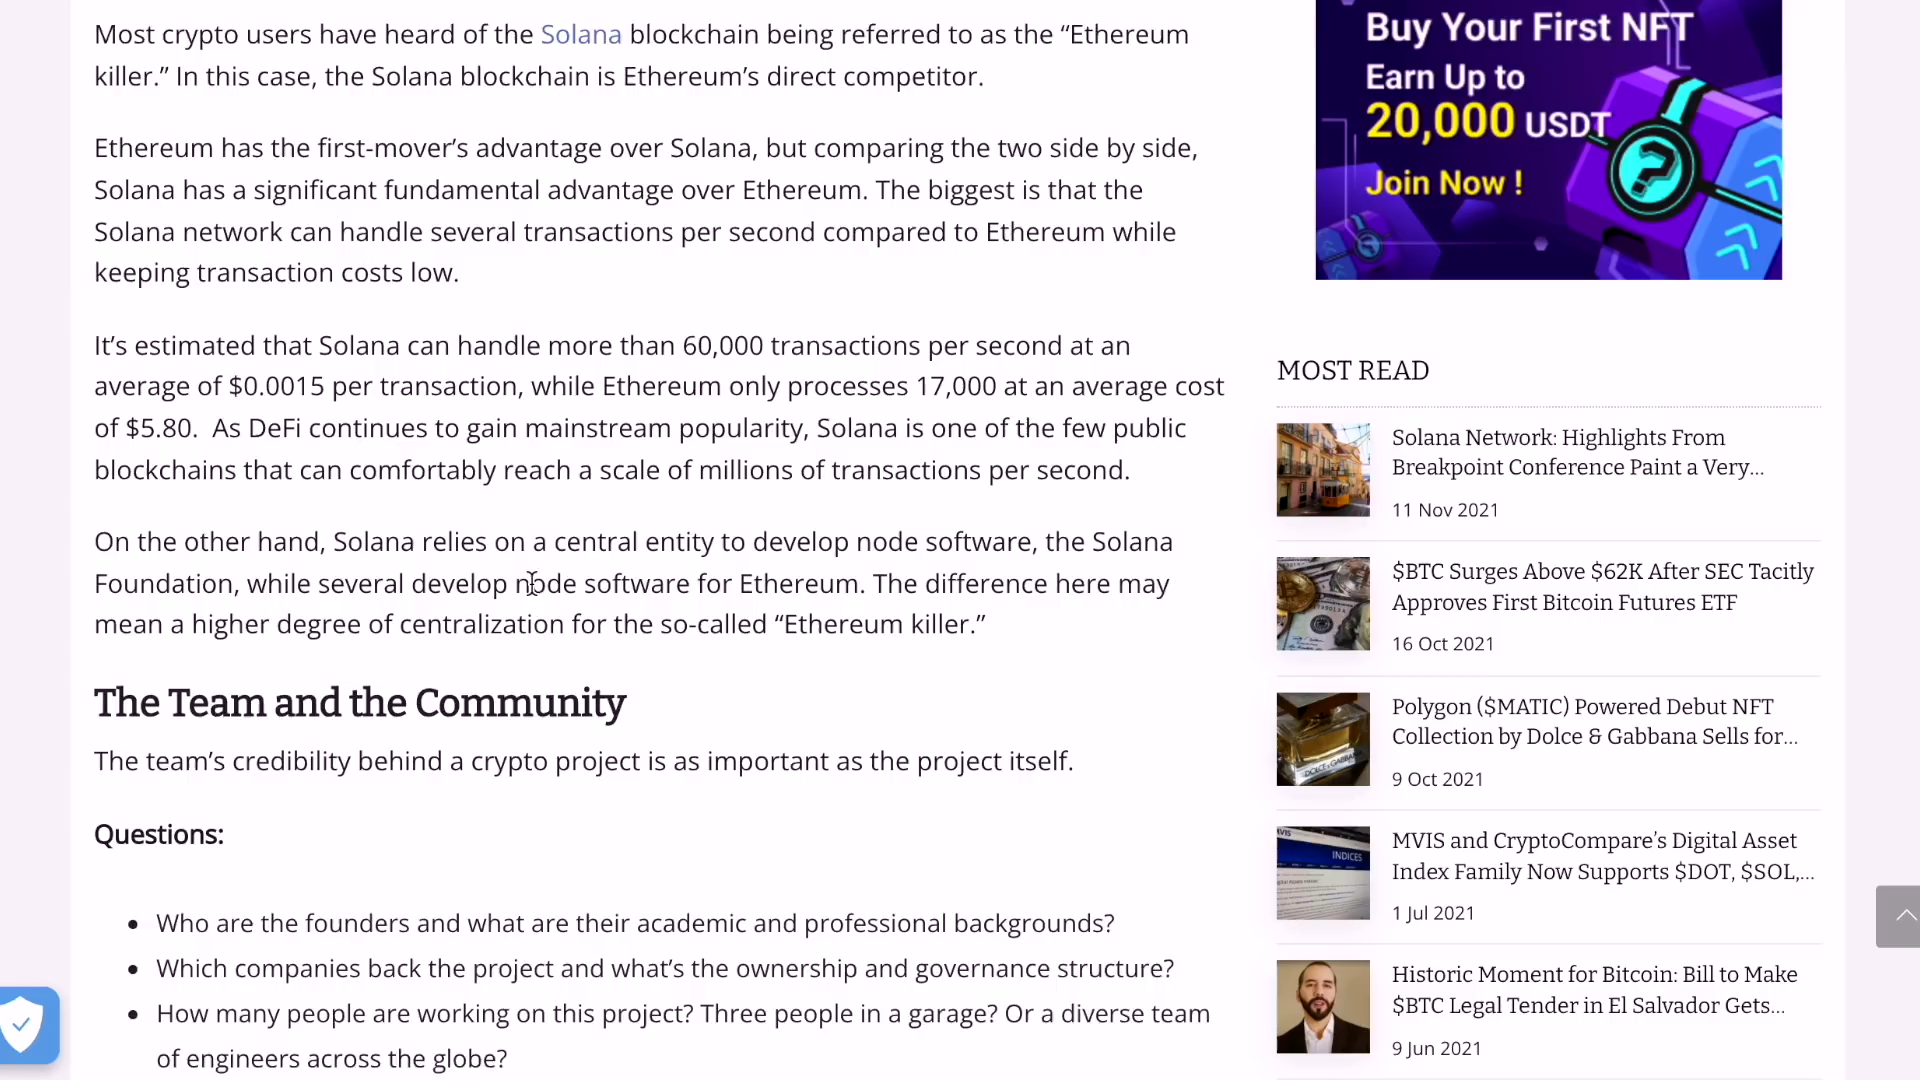 Most crypto users have heard of the Solana blockchain being referred to as the “Ethereum
killer.” In this case, the Solana blockchain is Ethereum’s direct competitor.
Ethereum has the first-mover’s advantage over Solana, but comparing the two side by side,
Solana has a significant fundamental advantage over Ethereum. The biggest is that the
Solana network can handle several transactions per second compared to Ethereum while
keeping transaction costs low.
It’s estimated that Solana can handle more than 60,000 transactions per second at an
average of $0.0015 per transaction, while Ethereum only processes 17,000 at an average cost
of $5.80.  As DeFi continues to gain mainstream popularity, Solana is one of the few public
blockchains that can comfortably reach a scale of millions of transactions per second.
On the other hand, Solana relies on a central entity to develop node software, the Solana
Foundation, while several develop node software for Ethereum. The difference here may
mean a higher degree of centralization for the so-called “Ethereum killer.”
The Team and the Community
The team’s credibility behind a crypto project is as important as the project itself.
Questions:
• Who are the founders and what are their academic and professional backgrounds?
• Which companies back the project and what’s the ownership and governance structure?
• How many people are working on this project? Three people in a garage? Or a diverse team
of engineers across the globe?
Buy Your First NFT
Earn Up to
20,000 USDT
Join Now !
?
MOST READ
Solana Network: Highlights From
Breakpoint Conference Paint a Very...
11 Nov 2021
$BTC Surges Above $62K After SEC Tacitly
Approves First Bitcoin Futures ETF
16 Oct 2021
Polygon ($MATIC) Powered Debut NFT
Collection by Dolce & Gabbana Sells for...
9 Oct 2021
DOLCE & GABBANA
MVIS and CryptoCompare’s Digital Asset
Index Family Now Supports $DOT, $SOL,...
1 Jul 2021
MVIS
INDICES
Historic Moment for Bitcoin: Bill to Make
$BTC Legal Tender in El Salvador Gets...
9 Jun 2021